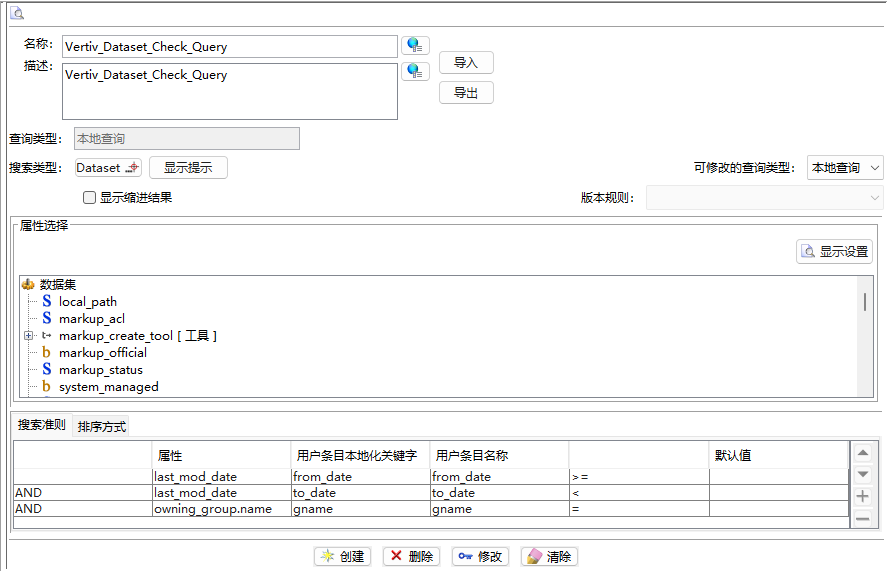 名称： Vertiv_Dataset_Check_Query
描述： Vertiv_Dataset_Check_Query
导入
导出
查询类型： 本地查询
搜索类型： Dataset 显示提示 可修改的查询类型： 本地查询
显示缩进结果 版本规则：
属性选择
显示设置
数据集
local_path
markup_acl
markup_create_tool [ 工具 ]
markup_official
markup_status
system_managed
搜索准则 排序方式
属性 用户条目本地化关键字 用户条目名称 默认值
last_mod_date from_date from_date >=
AND last_mod_date to_date to_date <
AND owning_group.name gname gname =
创建 删除 修改 清除